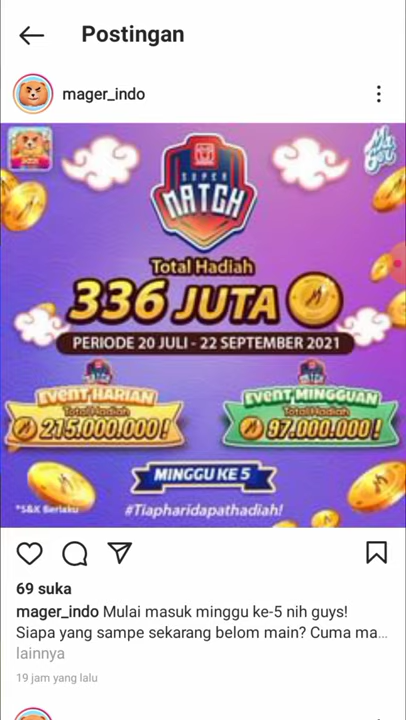 Postingan
mager_indo
MaGer
SUPER
MATCH
Total Hadiah
336 JUTA
PERIODE 20 JULI - 22 SEPTEMBER 2021
EVENT HARIAN
Total Hadiah
215.000.000!
EVENT MINGGUAN
Total Hadiah
97.000.000!
MINGGU KE 5
*S&K Berlaku
#Tiapharidapathadiah!
69 suka
mager_indo Mulai masuk minggu ke-5 nih guys!
Siapa yang sampe sekarang belom main? Cuma ma...
lainnya
19 jam yang lalu